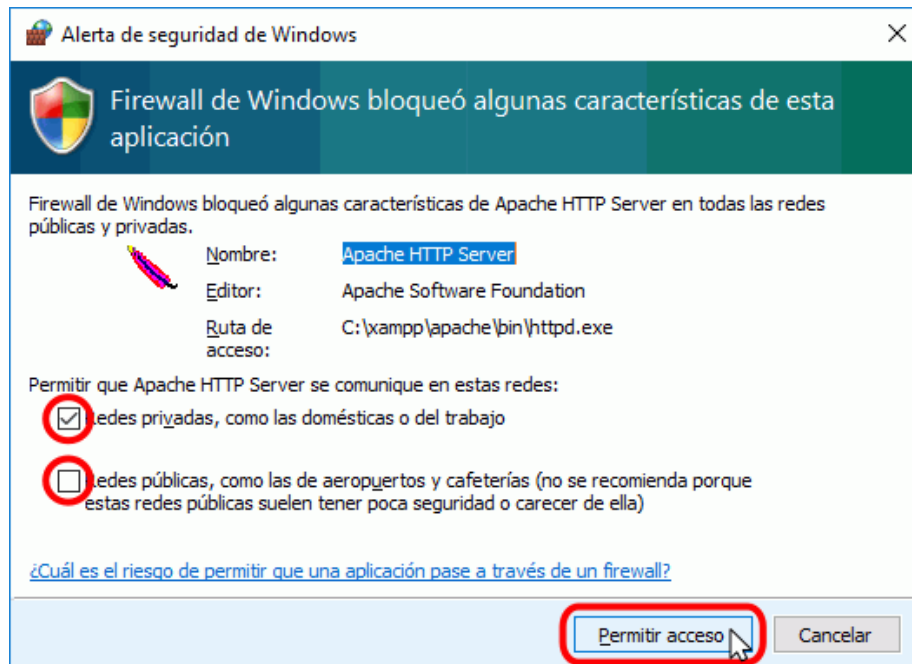 Alerta de seguridad de Windows
Firewall de Windows bloqueó algunas características de esta
aplicación
Firewall de Windows bloqueó algunas características de Apache HTTP Server en todas las redes
públicas y privadas.
Nombre: Apache HTTP Server
Editor: Apache Software Foundation
Ruta de C:\xampp\apache\bin\httpd.exe
acceso:
Permitir que Apache HTTP Server se comunique en estas redes:
Redes privadas, como las domésticas o del trabajo
Redes públicas, como las de aeropuertos y cafeterías (no se recomienda porque
estas redes públicas suelen tener poca seguridad o carecer de ella)
¿Cuál es el riesgo de permitir que una aplicación pase a través de un firewall?
Permitir acceso Cancelar